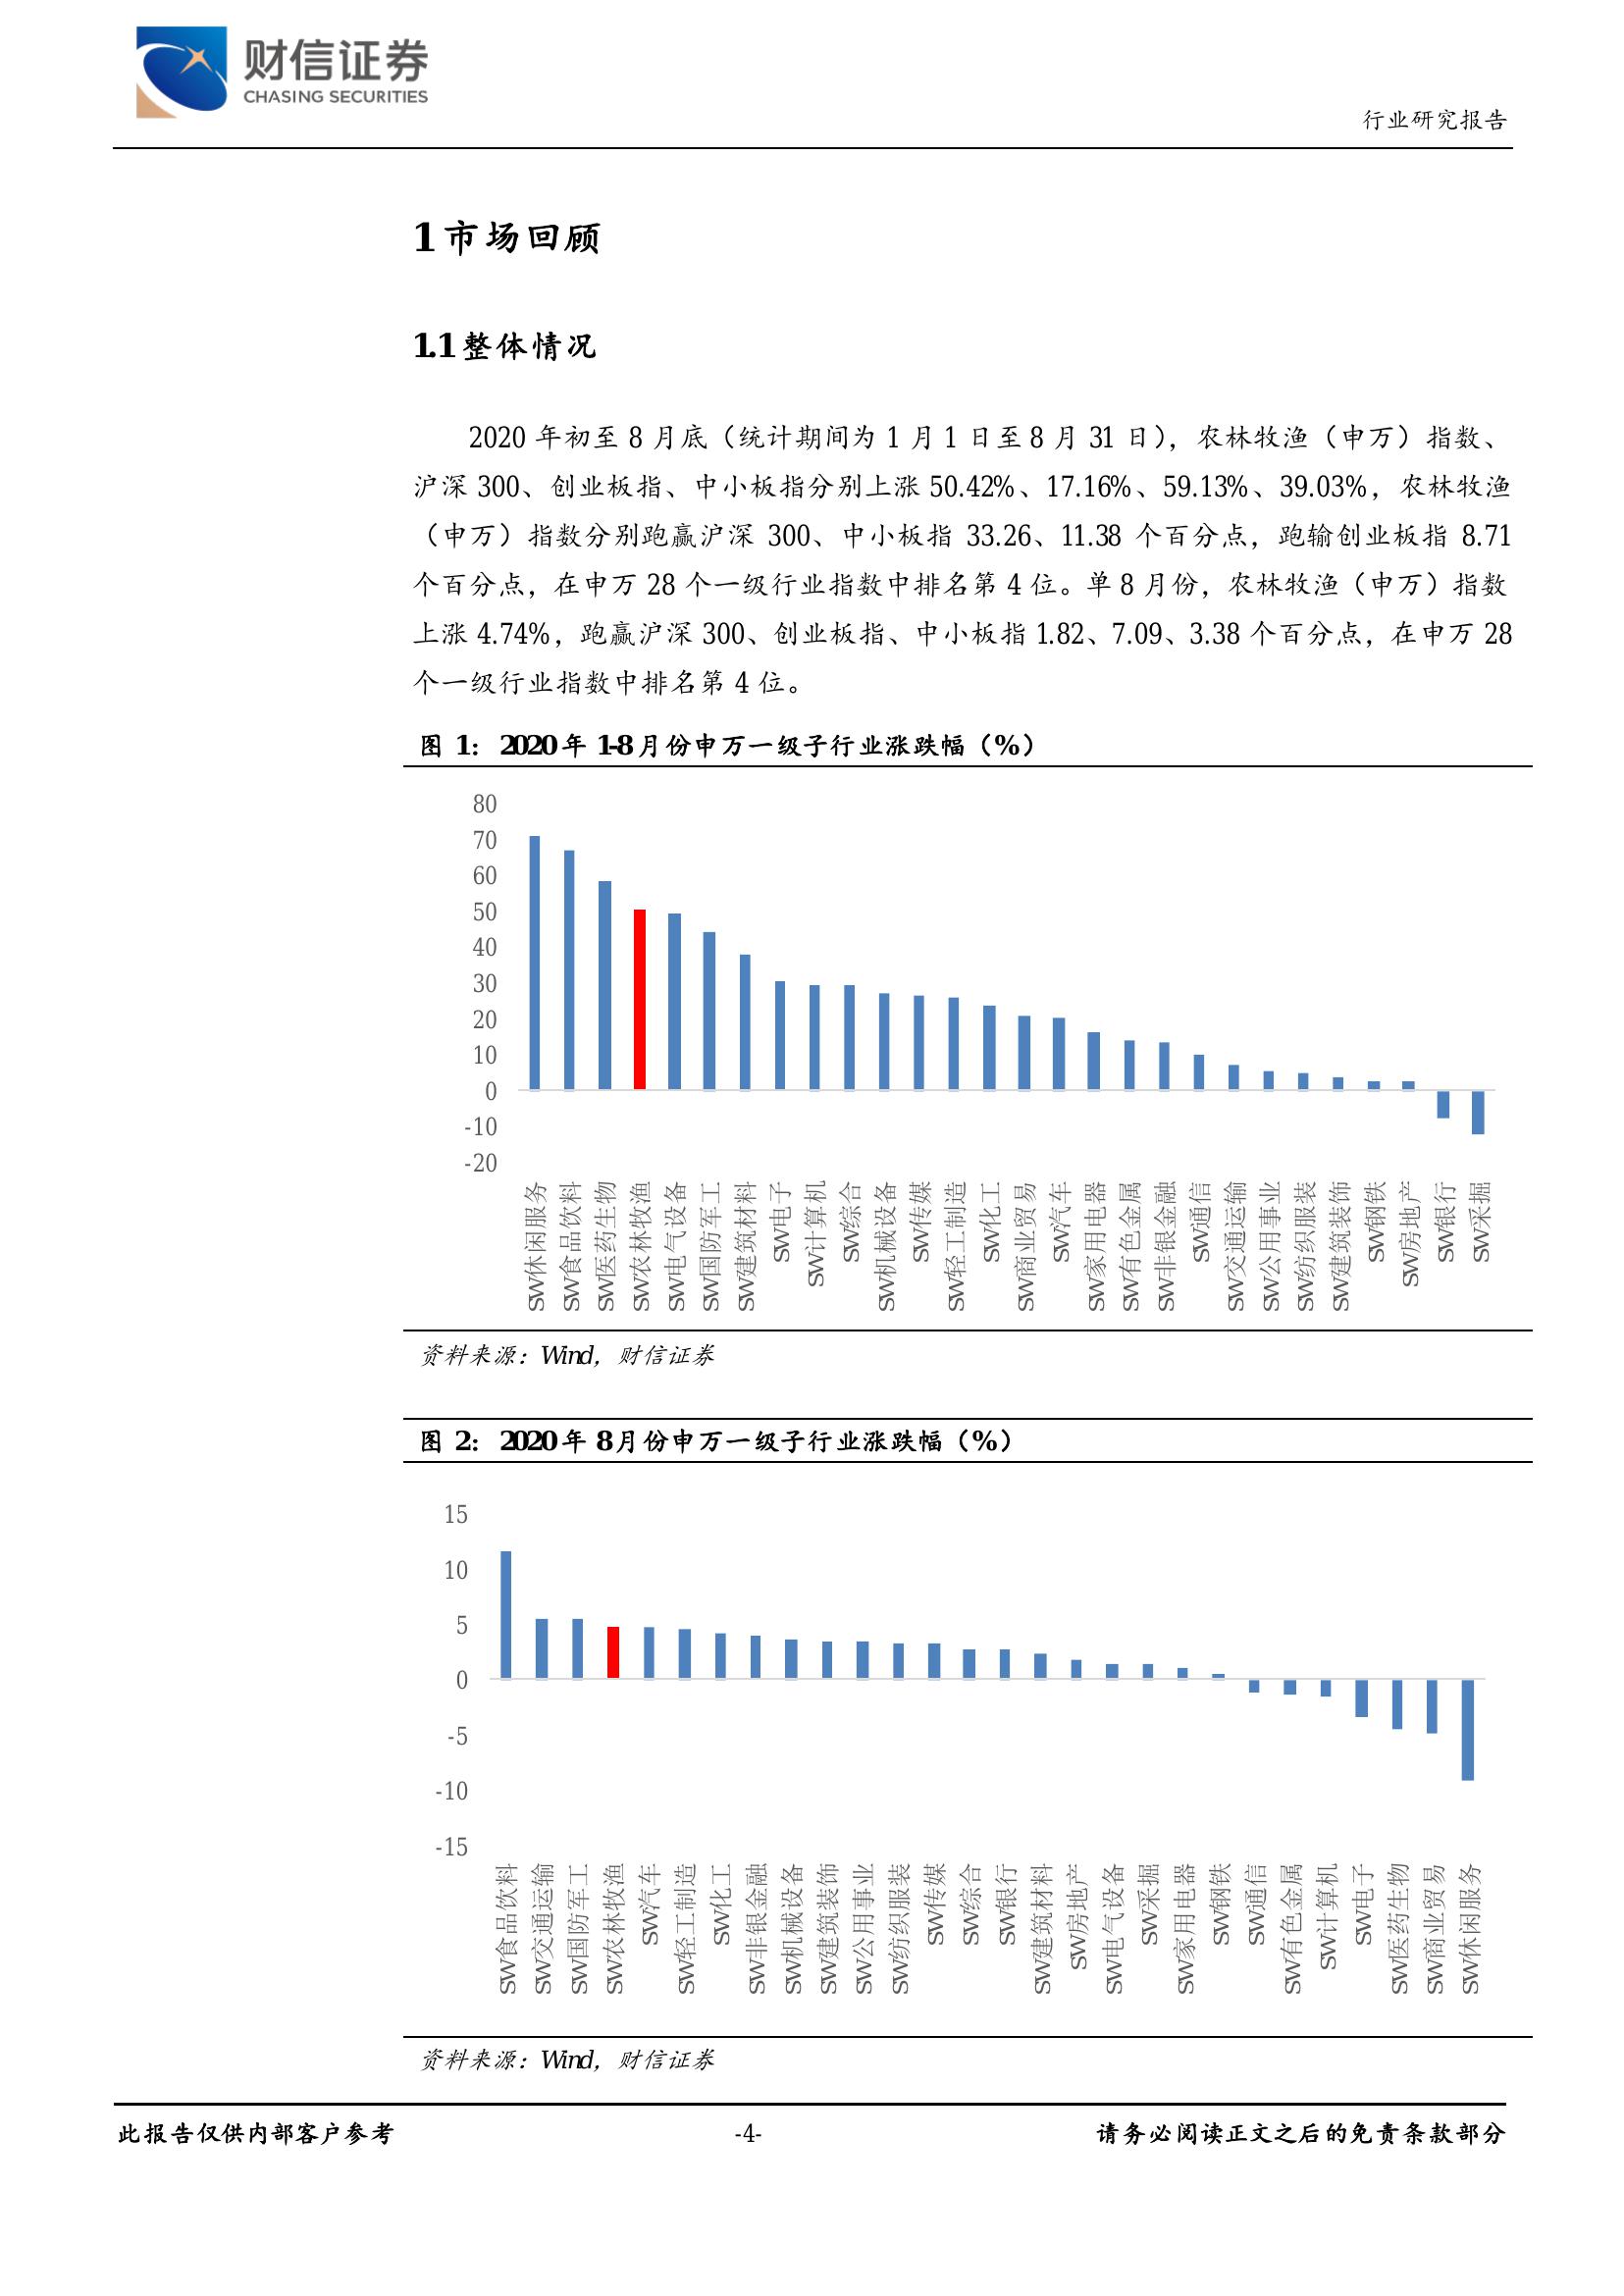 财信证券
CHASING SECURITIES
行业研究报告
1 市场回顾
1.1 整体情况
2020 年初至 8 月底（统计期间为 1 月 1 日至 8 月 31 日），农林牧渔（申万）指数、
沪深 300、创业板指、中小板指分别上涨 50.42%、17.16%、59.13%、39.03%，农林牧渔
（申万）指数分别跑赢沪深 300、中小板指 33.26、11.38 个百分点，跑输创业板指 8.71
个百分点，在申万 28 个一级行业指数中排名第 4 位。单 8 月份，农林牧渔（申万）指数
上涨 4.74%，跑赢沪深 300、创业板指、中小板指 1.82、7.09、3.38 个百分点，在申万 28
个一级行业指数中排名第 4 位。
图 1：2020 年 1-8 月份申万一级子行业涨跌幅（%）
80
70
60
50
40
30
20
10
0
-10
-20
SW休闲服务
SW食品饮料
SW医药生物
SW农林牧渔
SW电气设备
SW国防军工
SW建筑材料
SW电子
SW计算机
SW综合
SW机械设备
SW传媒
SW轻工制造
SW化工
SW商业贸易
SW汽车
SW家用电器
SW有色金属
SW非银金融
SW通信
SW交通运输
SW公用事业
SW纺织服装
SW建筑装饰
SW钢铁
SW房地产
SW银行
SW采掘
资料来源：Wind，财信证券
图 2：2020 年 8 月份申万一级子行业涨跌幅（%）
15
10
5
0
-5
-10
-15
SW食品饮料
SW交通运输
SW国防军工
SW农林牧渔
SW汽车
SW轻工制造
SW化工
SW非银金融
SW机械设备
SW建筑装饰
SW公用事业
SW纺织服装
SW传媒
SW综合
SW银行
SW建筑材料
SW房地产
SW电气设备
SW采掘
SW家用电器
SW钢铁
SW通信
SW有色金属
SW计算机
SW电子
SW医药生物
SW商业贸易
SW休闲服务
资料来源：Wind，财信证券
此报告仅供内部客户参考
-4-
请务必阅读正文之后的免责条款部分